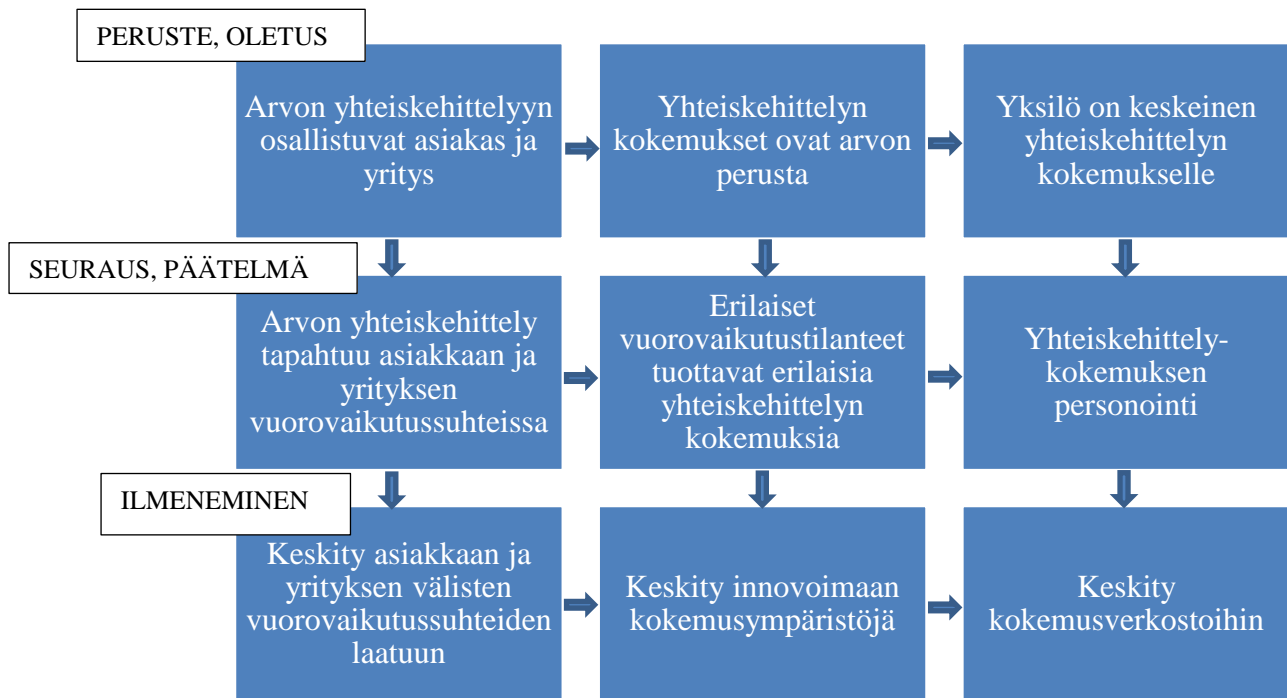 PERUSTE, OLETUS
Arvon yhteiskehittelyyn
osallistuvat asiakas ja
yritys
Yhteiskehittelyn
kokemukset ovat arvon
perusta
Yksilö on keskeinen
yhteiskehittelyn
kokemukselle
SEURAUS, PÄÄTELMÄ
Arvon yhteiskehittely
tapahtuu asiakkaan ja
yrityksen
vuorovaikutussuhteissa
Erilaiset
vuorovaikutustilanteet
tuottavat erilaisia
yhteiskehittelyn
kokemuksia
Yhteiskehittely-
kokemuksen
personointi
ILMENEMINEN
Keskity asiakkaan ja
yrityksen välisten
vuorovaikutussuhteiden
laatuun
Keskity innovoimaan
kokemusympäristöjä
Keskity
kokemusverkostoihin